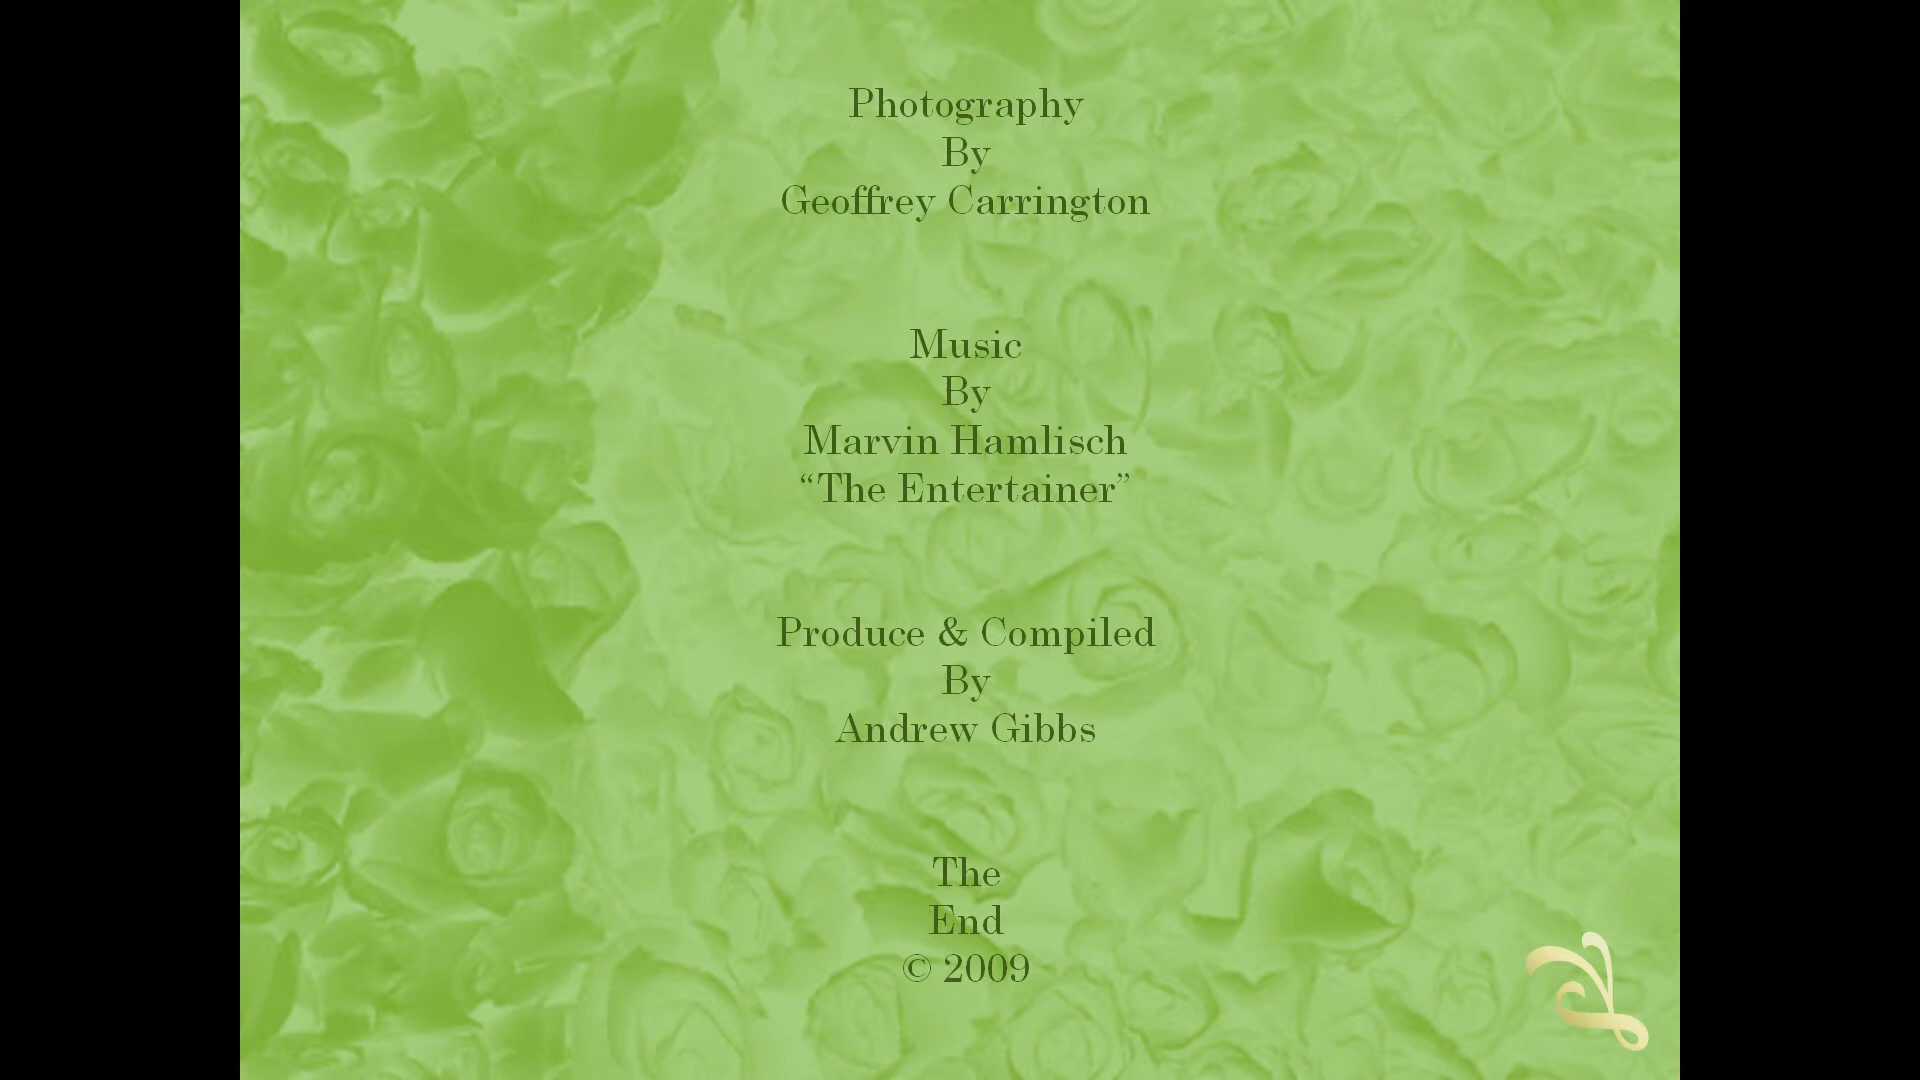 Photography
By
Geoffrey Carrington
Music
By
Marvin Hamlisch
“The Entertainer”
Produce & Compiled
By
Andrew Gibbs
The
End
© 2009